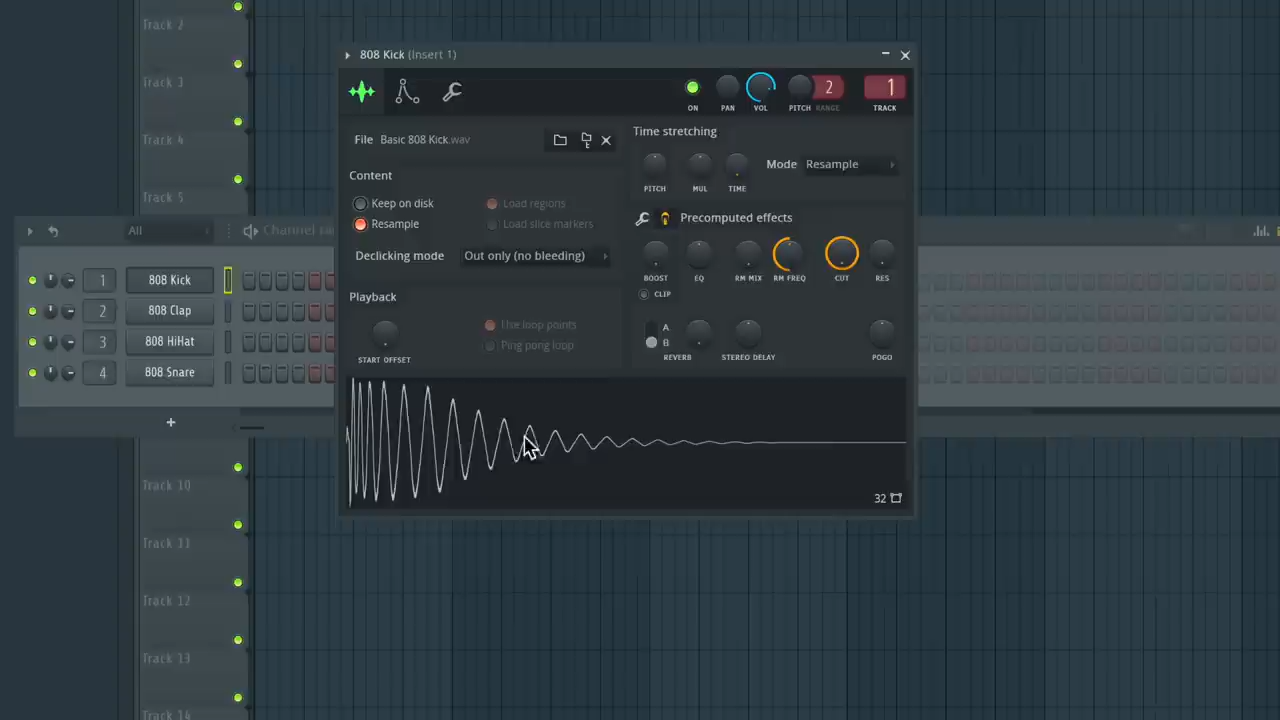 Track 2
Track 3
Track 4
Track 5
808 Kick (Insert 1)
ON
PAN
VOL
PITCH
2
RANGE
1
TRACK
File Basic 808 Kick.wav
Content
Keep on disk
Load regions
Resample
Load slice markers
Declicking mode Out only (no bleeding)
Playback
Use loop points
Ping pong loop
START OFFSET
Time stretching
PITCH
MUL
TIME
Mode Resample
Precomputed effects
BOOST
EQ
RM MIX
RM FREQ
CUT
RES
CLIP
A
B
REVERB
STEREO DELAY
POGO
32
All
Channel
1 808 Kick
2 808 Clap
3 808 HiHat
4 808 Snare
+
Track 10
Track 11
Track 12
Track 13
Track 14